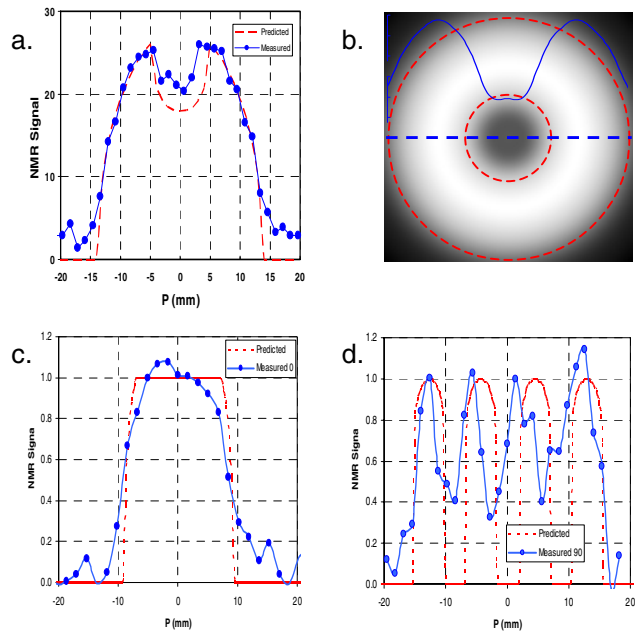 a.
30
20
10
0
NMR Signal
-20 -15 -10 -5 0 5 10 15 20
P (mm)
Predicted
Measured
b.
c.
1.2
1.0
0.8
0.6
0.4
0.2
0.0
NMR Signa
-20 -10 0 10 20
P (mm)
Predicted
Measured 0
d.
1.2
1.0
0.8
0.6
0.4
0.2
0.0
NMR Signa
-20 -10 0 10 20
P (mm)
Predicted
Measured 90